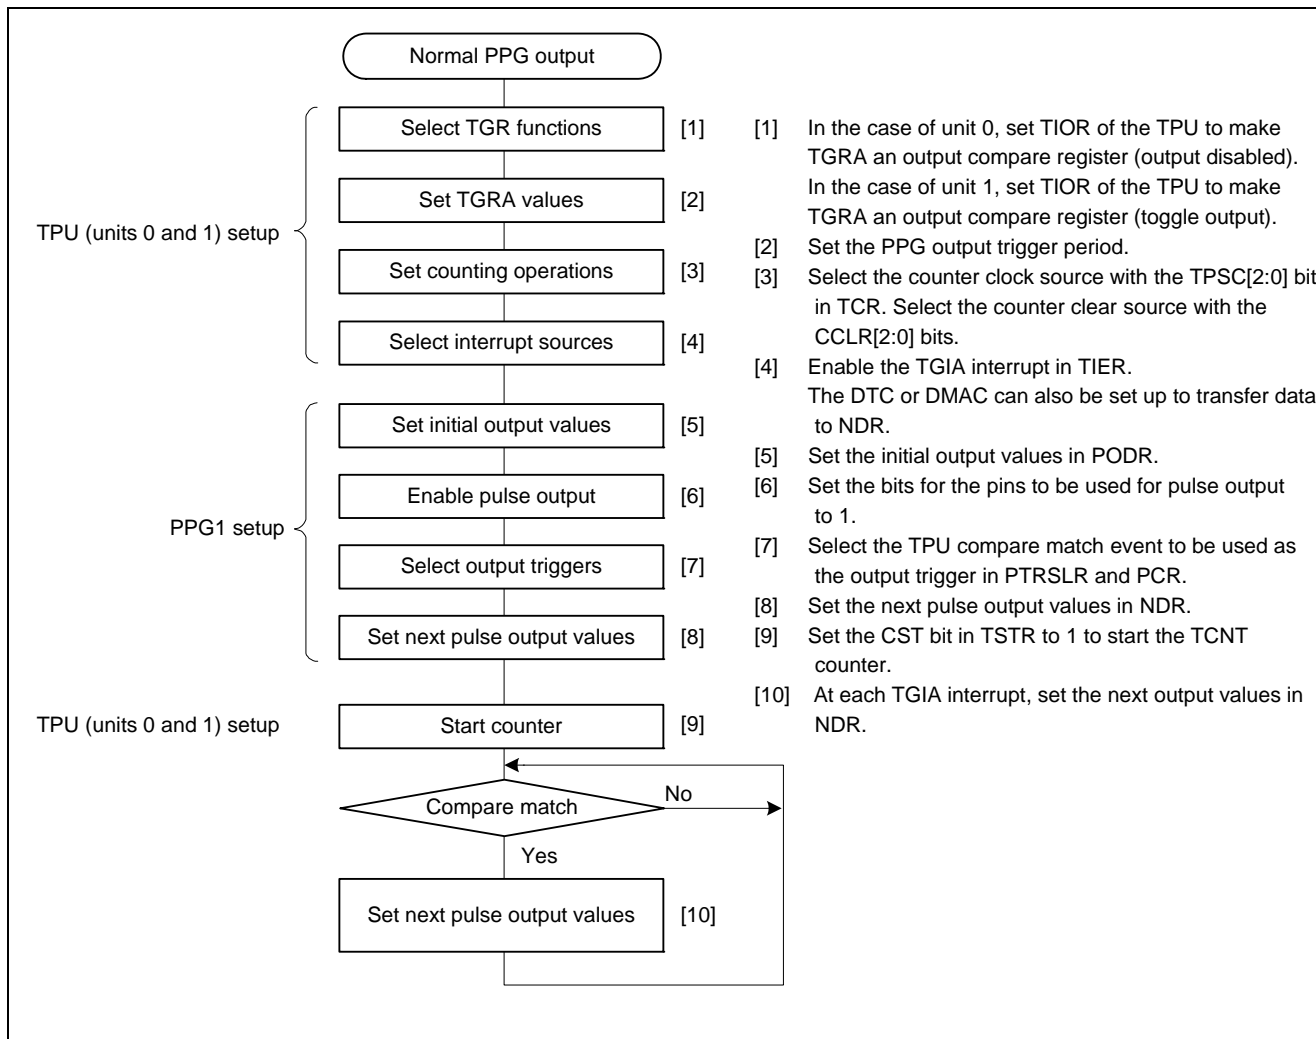 Normal PPG output
Select TGR functions [1]
Set TGRA values [2]
TPU (units 0 and 1) setup
Set counting operations [3]
Select interrupt sources [4]
Set initial output values [5]
Enable pulse output [6]
PPG1 setup
Select output triggers [7]
Set next pulse output values [8]
TPU (units 0 and 1) setup
Start counter [9]
Compare match
No
Yes
Set next pulse output values [10]
[1] In the case of unit 0, set TIOR of the TPU to make
TGRA an output compare register (output disabled).
In the case of unit 1, set TIOR of the TPU to make
TGRA an output compare register (toggle output).
[2] Set the PPG output trigger period.
[3] Select the counter clock source with the TPSC[2:0] bit
in TCR. Select the counter clear source with the
CCLR[2:0] bits.
[4] Enable the TGIA interrupt in TIER.
The DTC or DMAC can also be set up to transfer data
to NDR.
[5] Set the initial output values in PODR.
[6] Set the bits for the pins to be used for pulse output
to 1.
[7] Select the TPU compare match event to be used as
the output trigger in PTRSLR and PCR.
[8] Set the next pulse output values in NDR.
[9] Set the CST bit in TSTR to 1 to start the TCNT
counter.
[10] At each TGIA interrupt, set the next output values in
NDR.